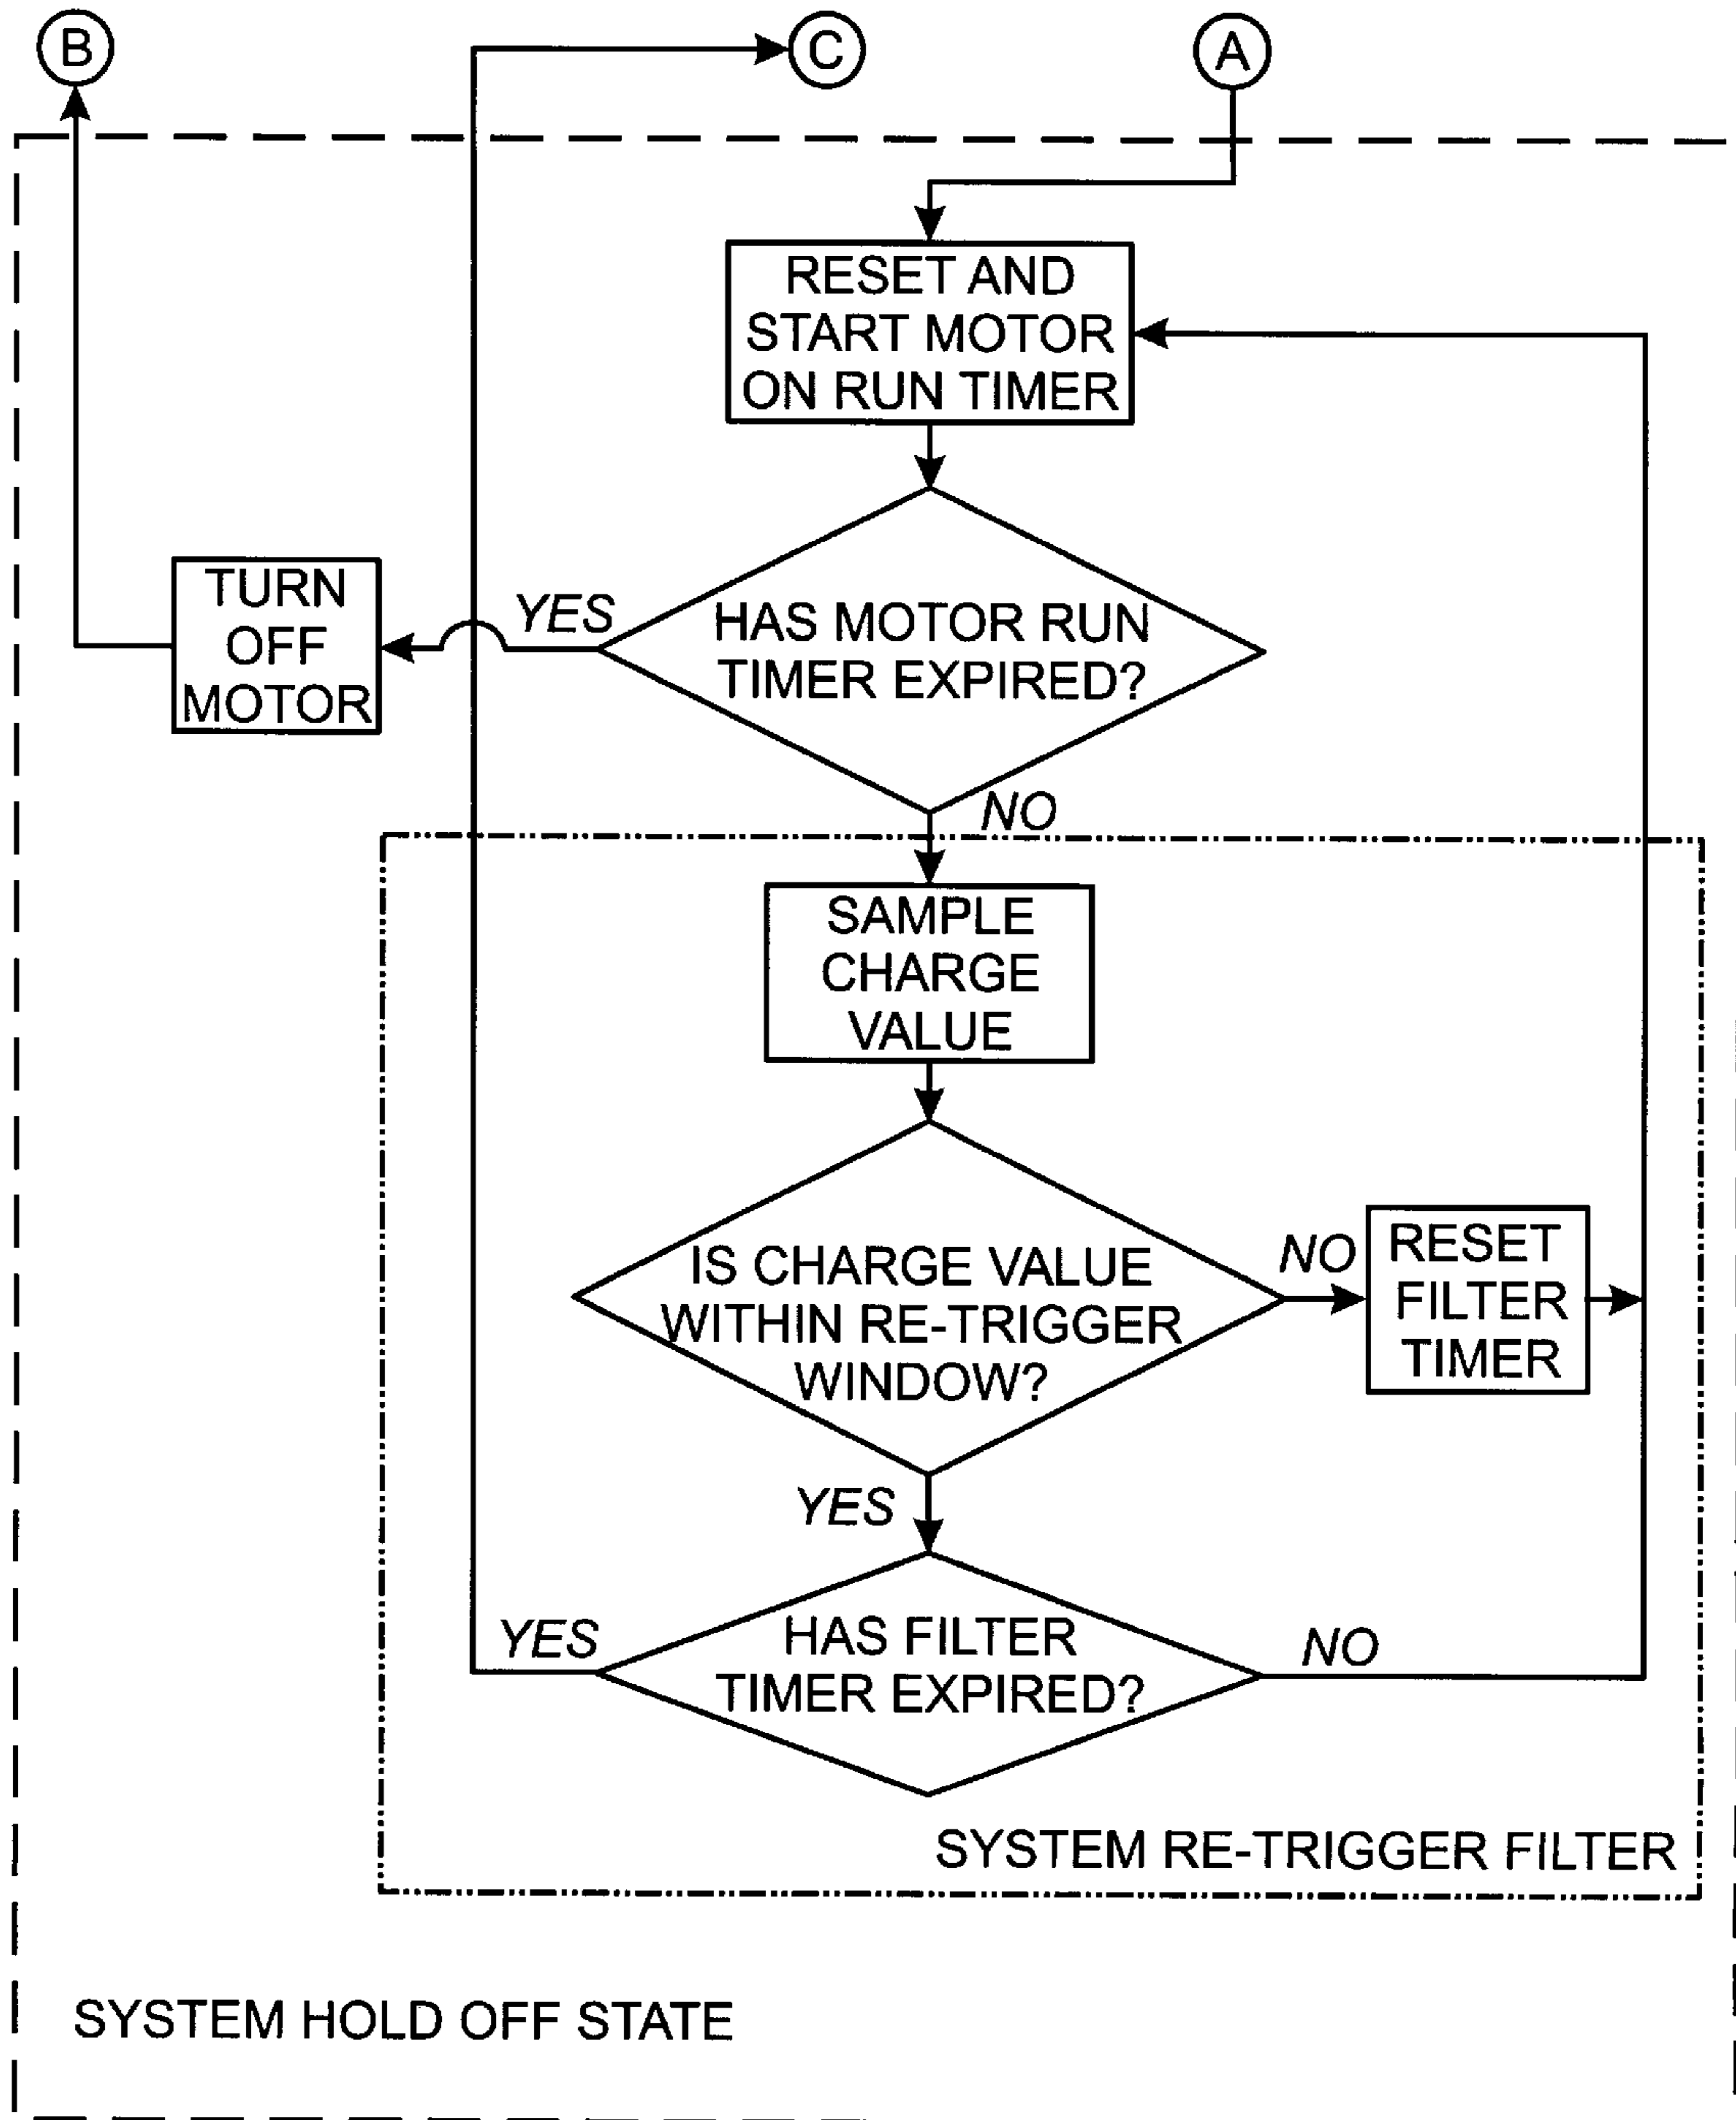 B
C
A
RESET AND
START MOTOR
ON RUN TIMER
TURN
OFF
MOTOR
YES
HAS MOTOR RUN
TIMER EXPIRED?
NO
SAMPLE
CHARGE
VALUE
IS CHARGE VALUE
WITHIN RE-TRIGGER
WINDOW?
NO
RESET
FILTER
TIMER
YES
HAS FILTER
TIMER EXPIRED?
YES
NO
SYSTEM RE-TRIGGER FILTER
SYSTEM HOLD OFF STATE